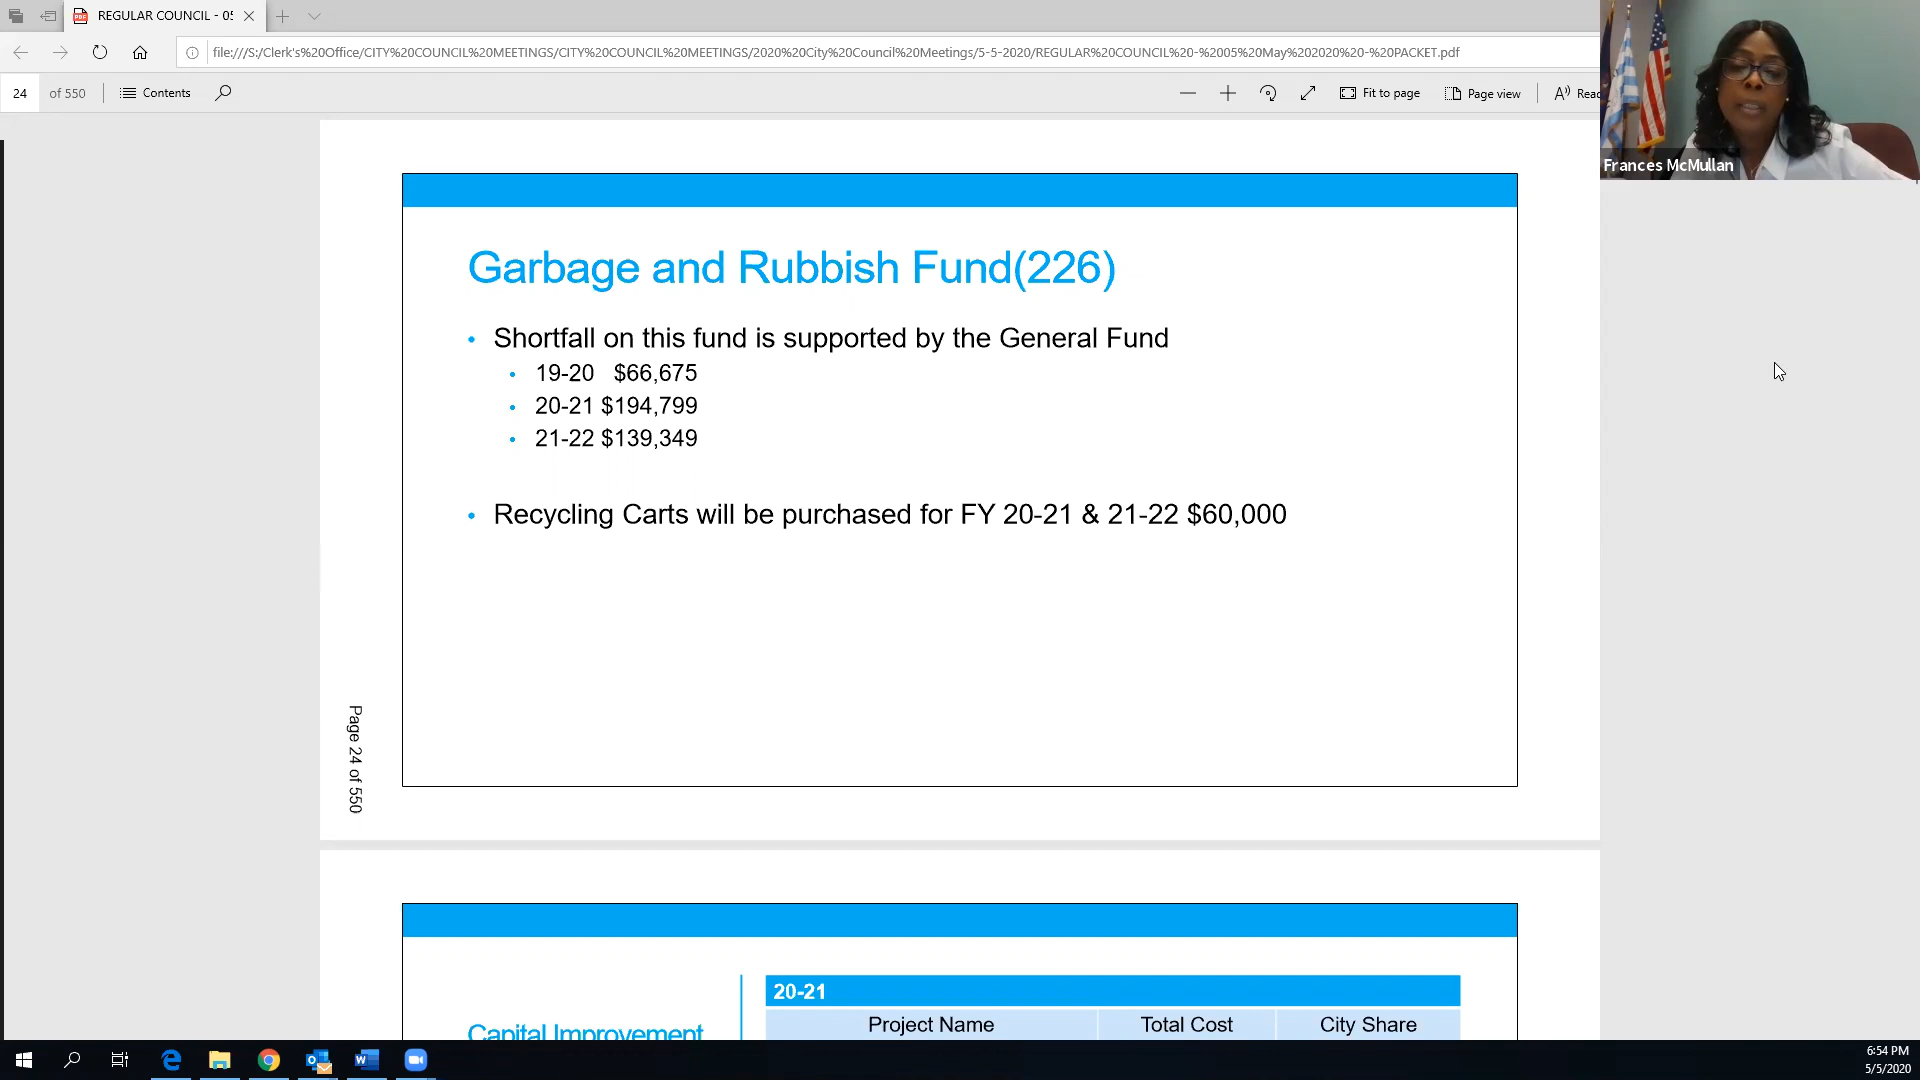 REGULAR COUNCIL - 05
file:///S:/Clerk's%20Office/CITY%20COUNCIL%20MEETINGS/CITY%20COUNCIL%20MEETINGS/2020%20City%20Council%20Meetings/5-5-2020/REGULAR%20COUNCIL%20-%2005%20May%202020%20-%20PACKET.pdf
24 of 550 Contents Fit to page Page view Read
Frances McMullan
Garbage and Rubbish Fund(226)
• Shortfall on this fund is supported by the General Fund
• 19-20 $66,675
• 20-21 $194,799
• 21-22 $139,349
• Recycling Carts will be purchased for FY 20-21 & 21-22 $60,000
Page 24 of 550
20-21
Capital Improvement
Project Name Total Cost City Share
6:54 PM
5/5/2020